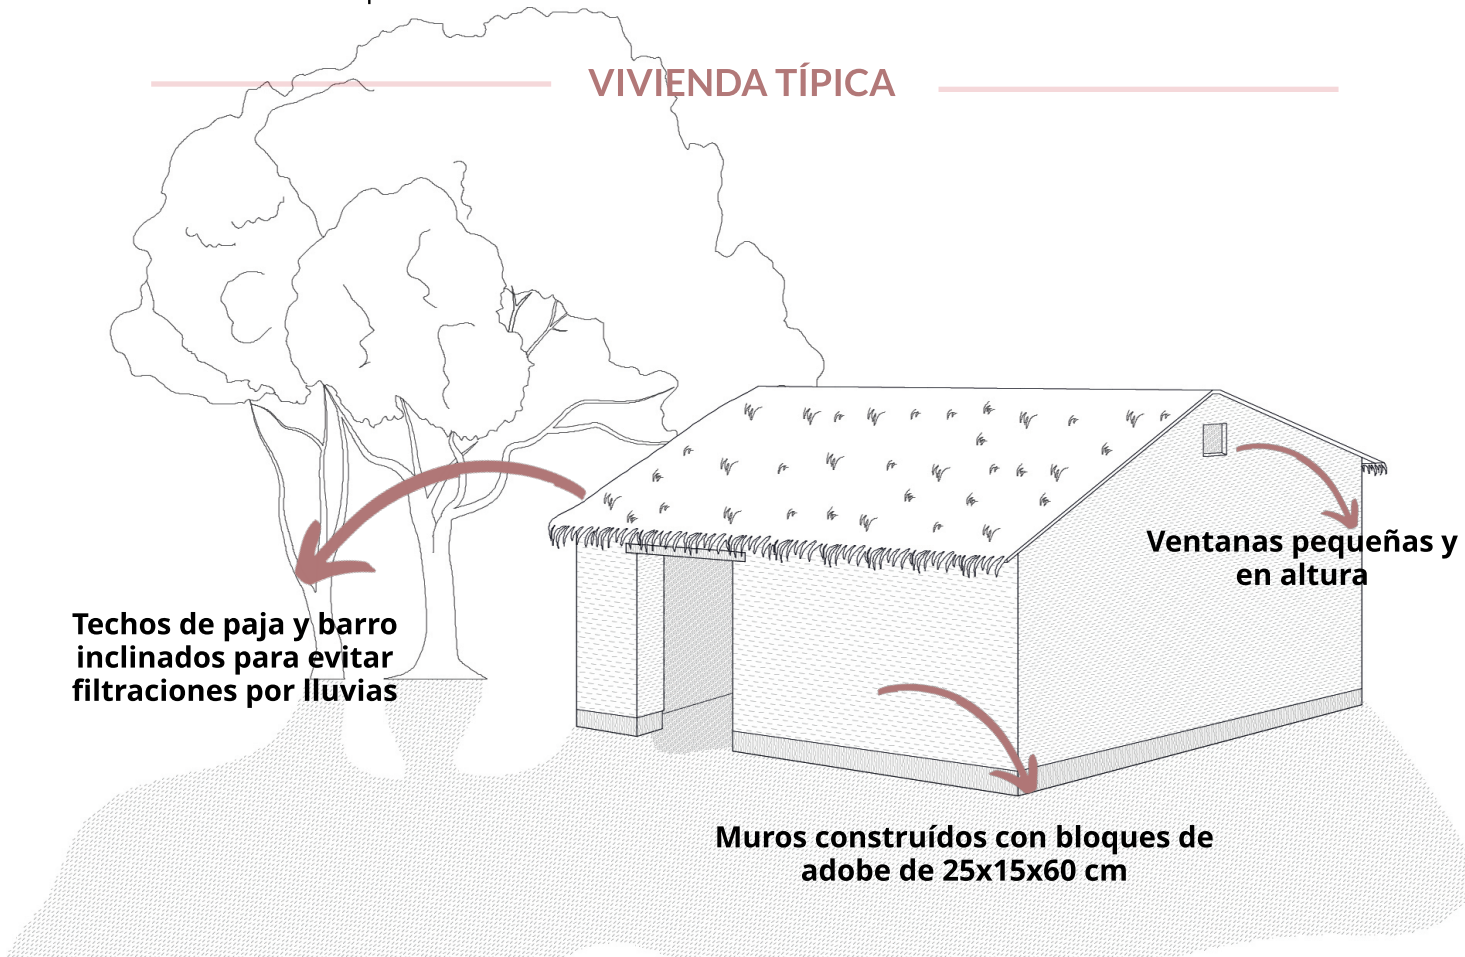 VIVIENDA TÍPICA
Ventanas pequeñas y
en altura
Techos de paja y barro
inclinados para evitar
filtraciones por lluvias
Muros construídos con bloques de
adobe de 25x15x60 cm